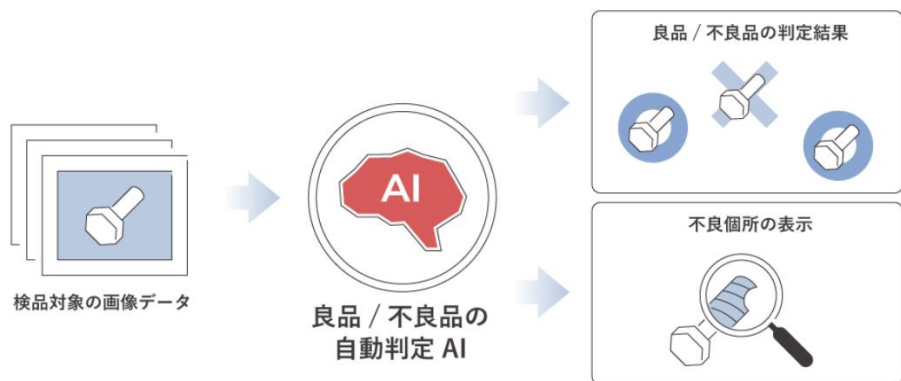 検品対象の画像データ
AI
良品 / 不良品の
自動判定 AI
良品 / 不良品の判定結果
不良個所の表示